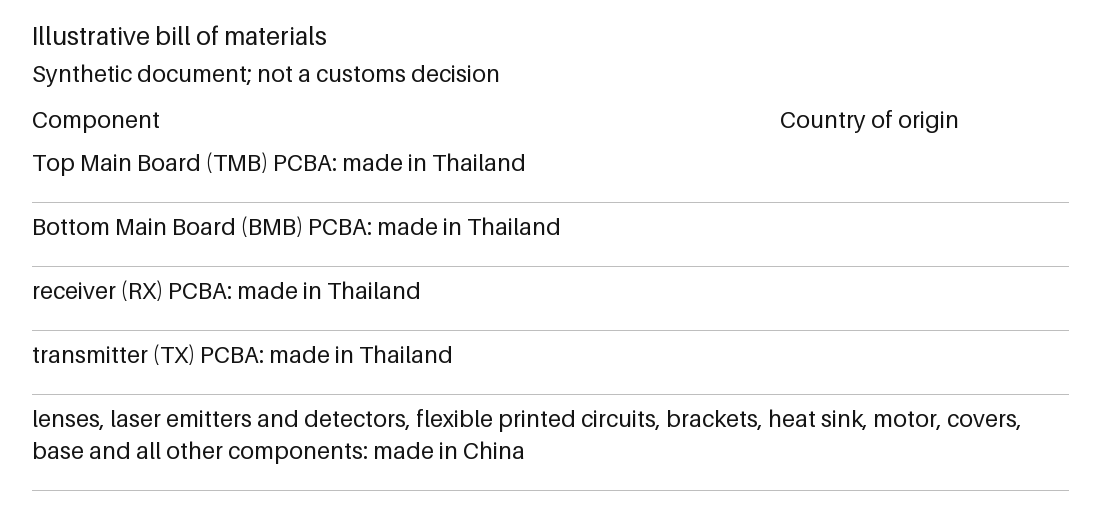 Illustrative bill of materials
Synthetic document; not a customs decision
Component Country of origin
Top Main Board (TMB) PCBA: made in Thailand
Bottom Main Board (BMB) PCBA: made in Thailand
receiver (RX) PCBA: made in Thailand
transmitter (TX) PCBA: made in Thailand
lenses, laser emitters and detectors, flexible printed circuits, brackets, heat sink, motor, covers,
base and all other components: made in China